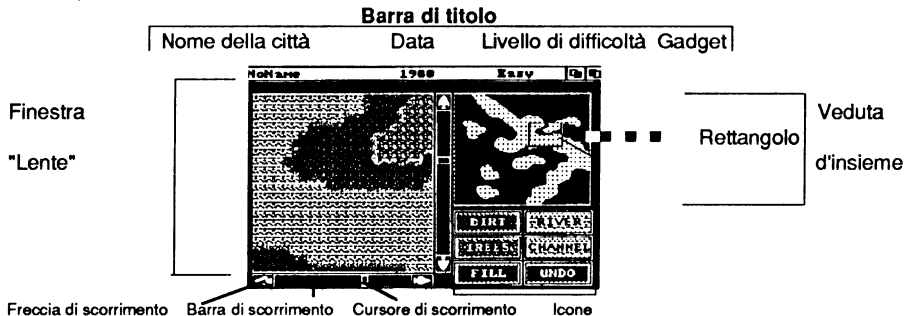 Barra di titolo
Nome della città Data Livello di difficoltà Gadget
NoName 1900 Easy
Finestra
"Lente"
Rettangolo
Veduta
d'insieme
DIRT RIVER
TREES CHANNEL
FILL UNDO
Freccia di scorrimento Barra di scorrimento Cursore di scorrimento Icone